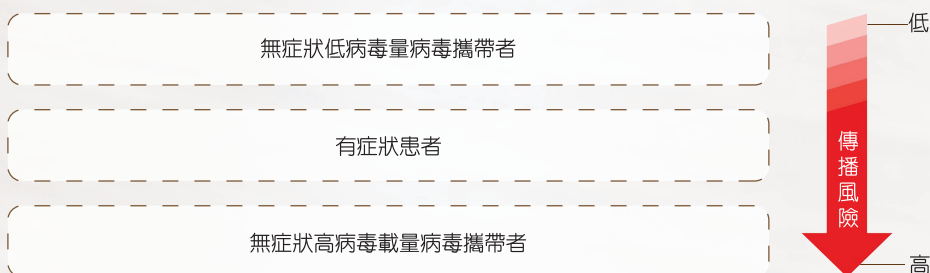 低
無症狀低病毒量病毒攜帶者
有症狀患者
傳播風險
無症狀高病毒載量病毒攜帶者
高